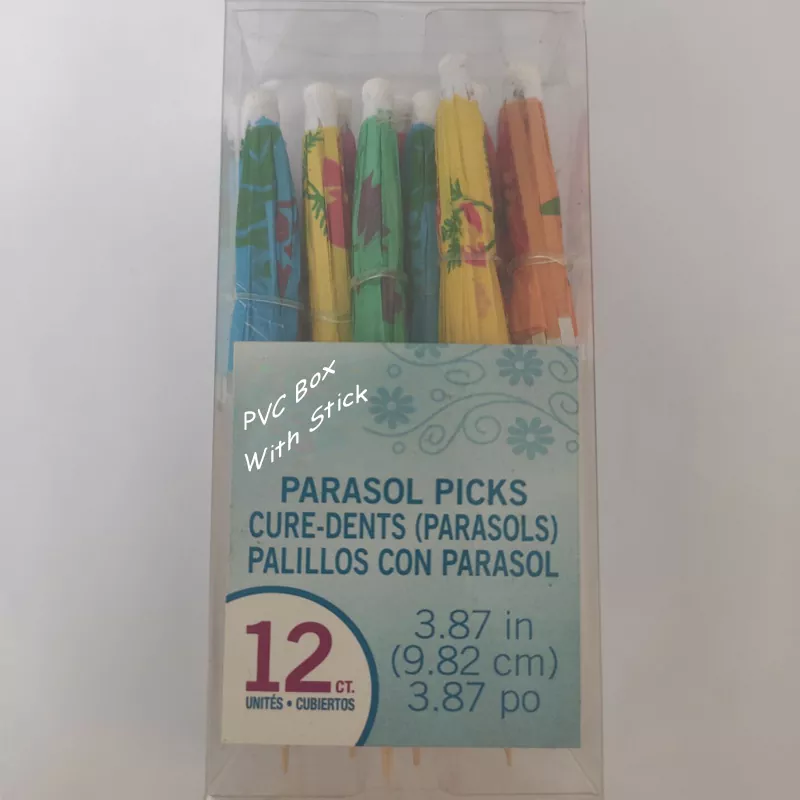 PVC Box
With Stick
PARASOL PICKS
CURE-DENTS (PARASOLS)
PALILLOS CON PARASOL
12 CT.
UNITÉS • CUBIERTOS
3.87 in
(9.82 cm)
3.87 po